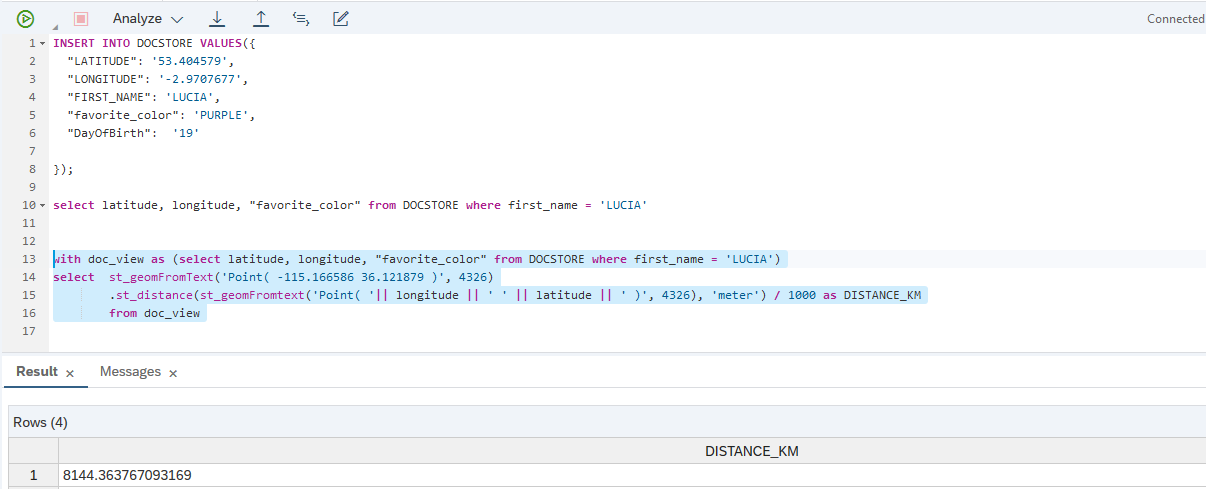 Analyze
Connected
1 INSERT INTO DOCSTORE VALUES({
2 "LATITUDE": '53.404579',
3 "LONGITUDE": '-2.9707677',
4 "FIRST_NAME": 'LUCIA',
5 "favorite_color": 'PURPLE',
6 "DayOfBirth":  '19'
7
8 });
9
10 select latitude, longitude, "favorite_color" from DOCSTORE where first_name = 'LUCIA'
11
12
13 with doc_view as (select latitude, longitude, "favorite_color" from DOCSTORE where first_name = 'LUCIA')
14 select  st_geomFromText('Point( -115.166586 36.121879 )', 4326)
15 .st_distance(st_geomFromtext('Point( '|| longitude || ' ' || latitude || ' )', 4326), 'meter') / 1000 as DISTANCE_KM
16 from doc_view
17
Result × Messages ×
Rows (4)
DISTANCE_KM
1 8144.363767093169